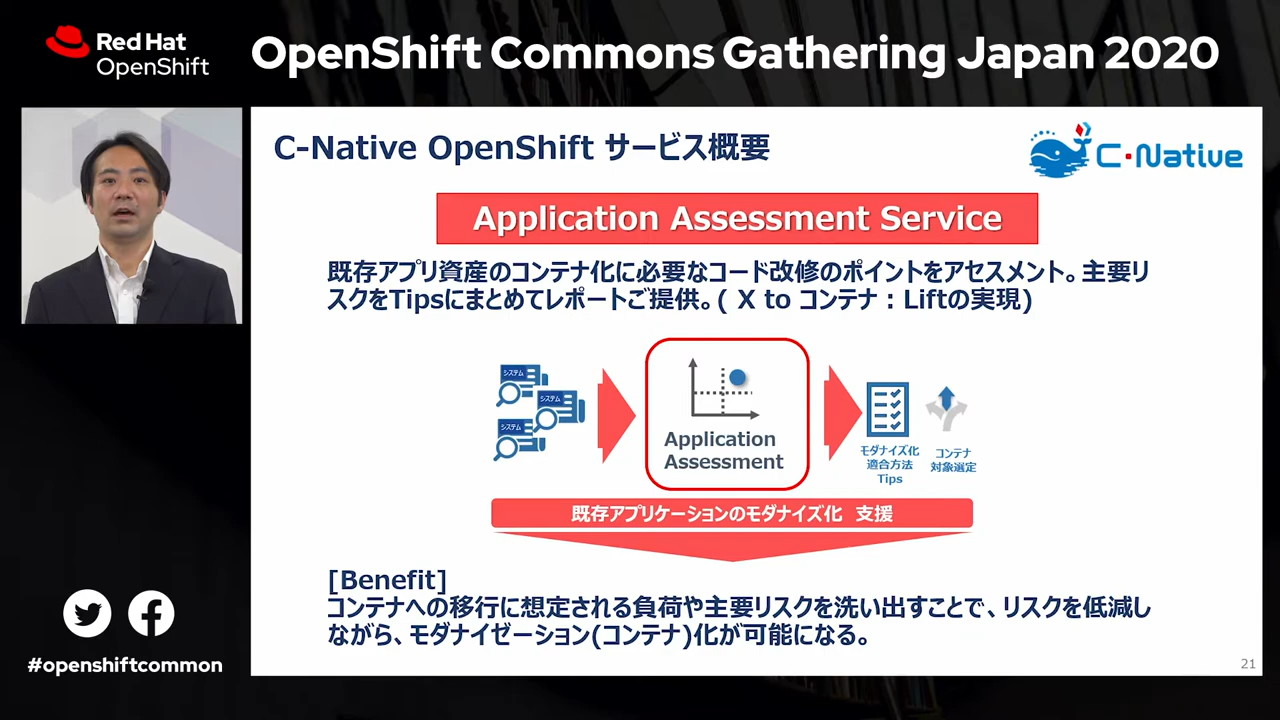 Red Hat
OpenShift
OpenShift Commons Gathering Japan 2020
C-Native OpenShift サービス概要
C・Native
Application Assessment Service
既存アプリ資産のコンテナ化に必要なコード改修のポイントをアセスメント。主要リ
スクをTipsにまとめてレポートご提供。( X to コンテナ：Liftの実現)
システム
システム
システム
Application
Assessment
モダナイズ化
適合方法
Tips
コンテナ
対象選定
既存アプリケーションのモダナイズ化 支援
[Benefit]
コンテナへの移行に想定される負荷や主要リスクを洗い出すことで、リスクを低減し
ながら、モダナイゼーション(コンテナ)化が可能になる。
#openshiftcommon
21